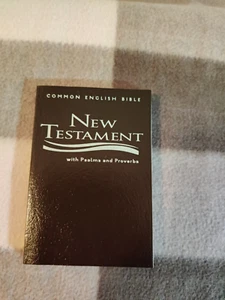 COMMON ENGLISH BIBLE
NEW
TESTAMENT
with Psalms and Proverbs